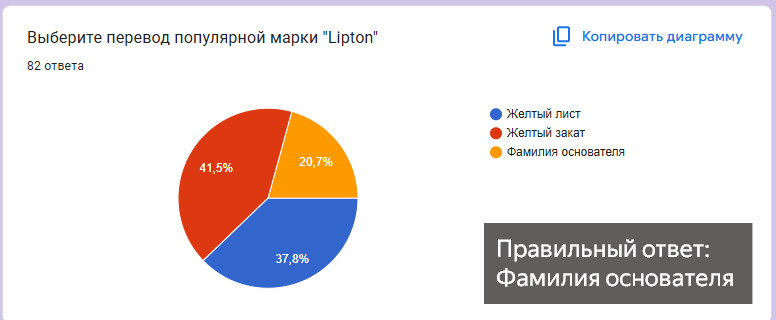 Выберите перевод популярной марки "Lipton"
Копировать диаграмму
82 ответа
Желтый лист
Желтый закат
Фамилия основателя
20,7%
41,5%
37,8%
Правильный ответ:
Фамилия основателя